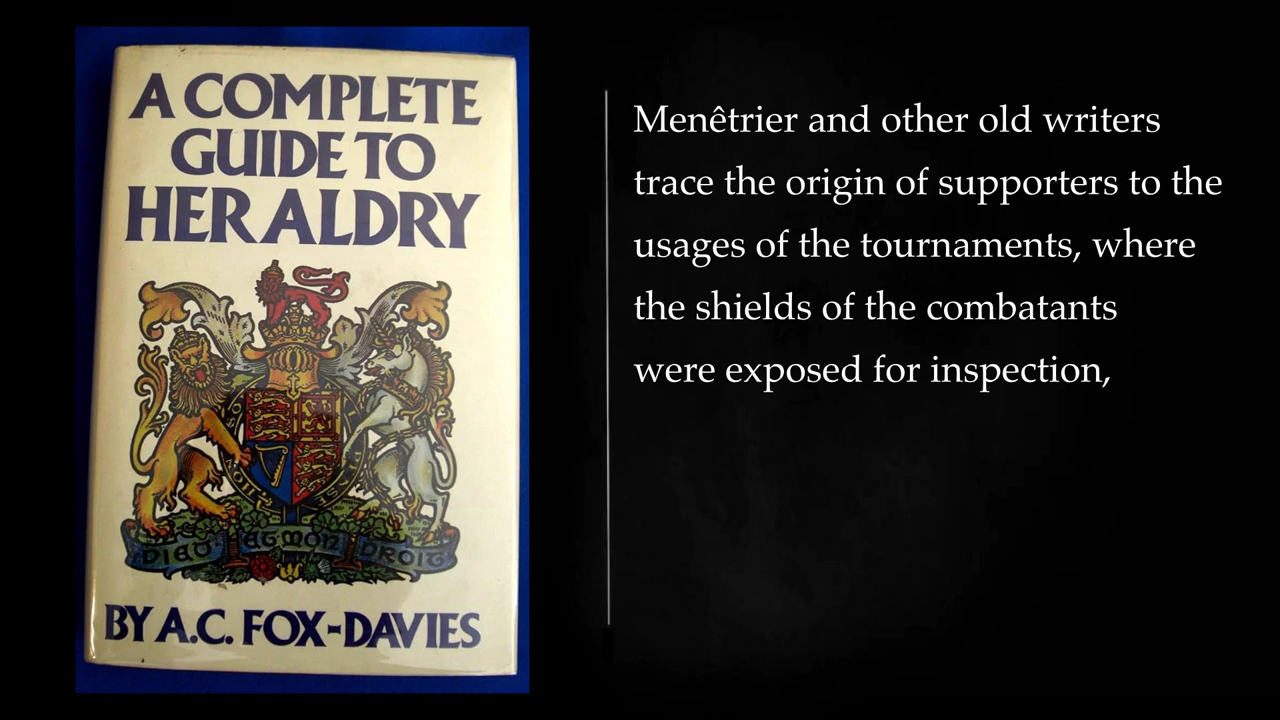 A COMPLETE
GUIDE TO
HERALDRY
DIEU ET MON DROIT
BY A.C. FOX-DAVIES
Menêtrier and other old writers
trace the origin of supporters to the
usages of the tournaments, where
the shields of the combatants
were exposed for inspection,